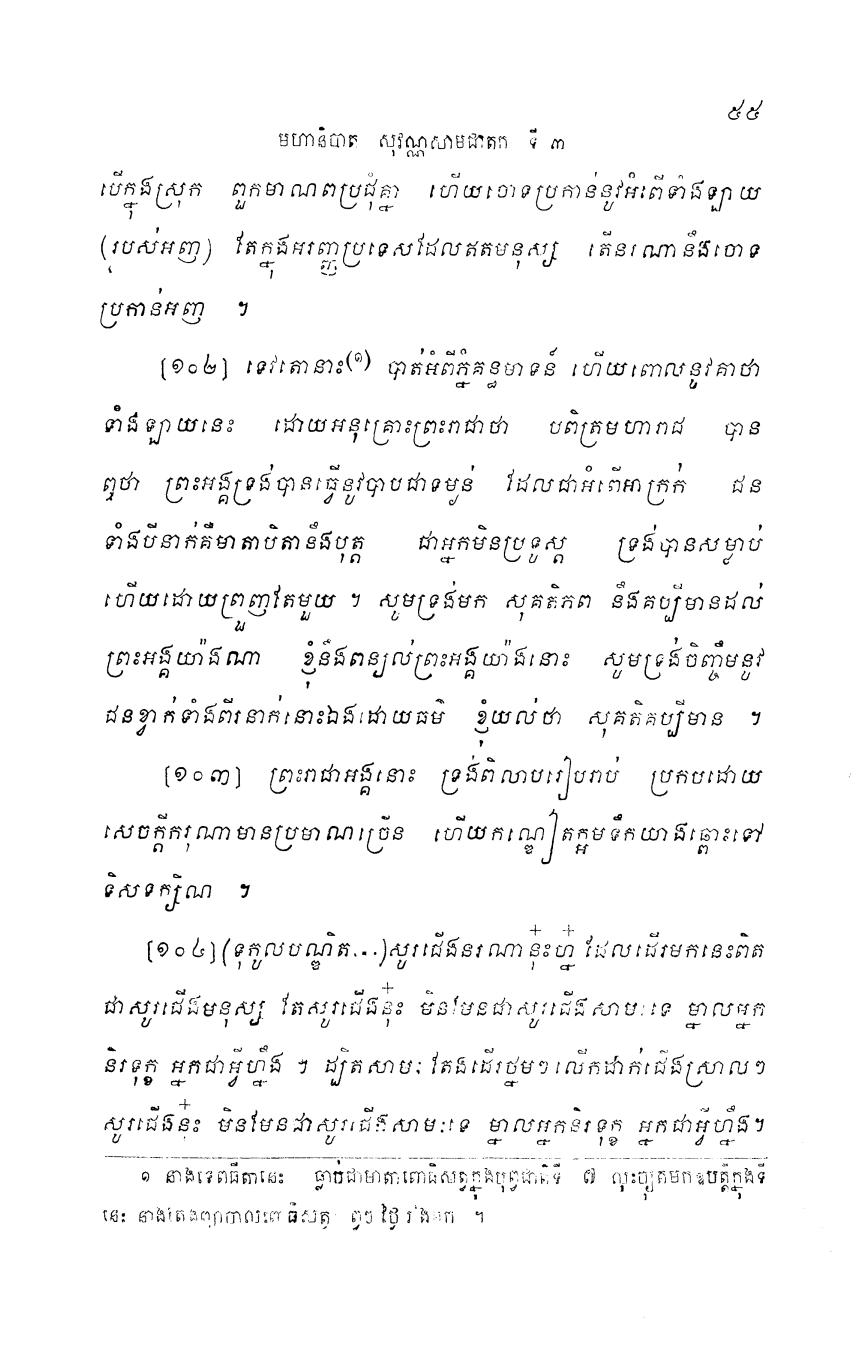 ៥៥
មហានិបាត សុវណ្ណសាមជាតក ទី ៣
បើក្នុងស្រុក ពួកមាណពប្រជុំគ្នា ហើយចោទប្រកាន់នូវអំពើទាំងឡាយ
(របស់អញ) តែក្នុងអរញ្ញប្រទេសដែលឥតមនុស្ស តើនរណានឹងចោទ
ប្រកាន់អញ ។
[១០២] ទេវតានោះ(១) បាត់អំពីភ្នំគន្ធមាទន៍ ហើយពោលនូវគាថា
ទាំងឡាយនេះ ដោយអនុគ្រោះព្រះរាជាថា បពិត្រមហារាជ បាន
ឮថា ព្រះអង្គទ្រង់បានធ្វើនូវបាបជាទម្ងន់ ដែលជាអំពើអាក្រក់ ជន
ទាំងបីនាក់គឺមាតាបិតានឹងបុត្ត ជាអ្នកមិនប្រទូស្ត ទ្រង់បានសម្លាប់
ហើយដោយព្រួញតែមួយ ។ សូមទ្រង់មក សុគតិភព នឹងគប្បីមានដល់
ព្រះអង្គយ៉ាងណា ខ្ញុំនឹងពន្យល់ព្រះអង្គយ៉ាងនោះ សូមទ្រង់ចិញ្ចឹមនូវ
ជនខ្វាក់ទាំងពីរនាក់នោះឯងដោយធម៌ ខ្ញុំយល់ថា សុគតិគប្បីមាន ។
[១០៣] ព្រះរាជាអង្គនោះ ទ្រង់ពិលាបរៀបរាប់ ប្រកបដោយ
សេចក្តីករុណាមានប្រមាណច្រើន ហើយកណ្ឌៀតក្អមទឹកយាងឆ្ពោះទៅ
ទិសទក្សិណ ។
[១០៤] (ទុកូលបណ្ឌិត...) សូរជើងនរណានុ៎ះហ្ន៎ ដែលដើរមកនេះពិត
ជាសូរជើងមនុស្ស តែសូរជើងនុ៎ះ មិនមែនជាសូរជើងសាមៈទេ ម្នាលអ្នក
និរទុក្ខ អ្នកជាអ្វីហ្នឹង ។ ដ្បិតសាមៈ តែងដើរថ្នមៗ លើកដាក់ជើងស្រាលៗ
សូរជើងនុ៎ះ មិនមែនជាសូរជើងសាមៈទេ ម្នាលអ្នកនិរទុក្ខ អ្នកជាអ្វីហ្នឹង។
១ នាងទេពធីតានេះ ធ្លាប់ជាមាតាពោធិសត្វក្នុងបុព្វជាតិទី ៧ លុះច្យុតមកឧបត្តិក្នុងទី
នេះ នាងតែង